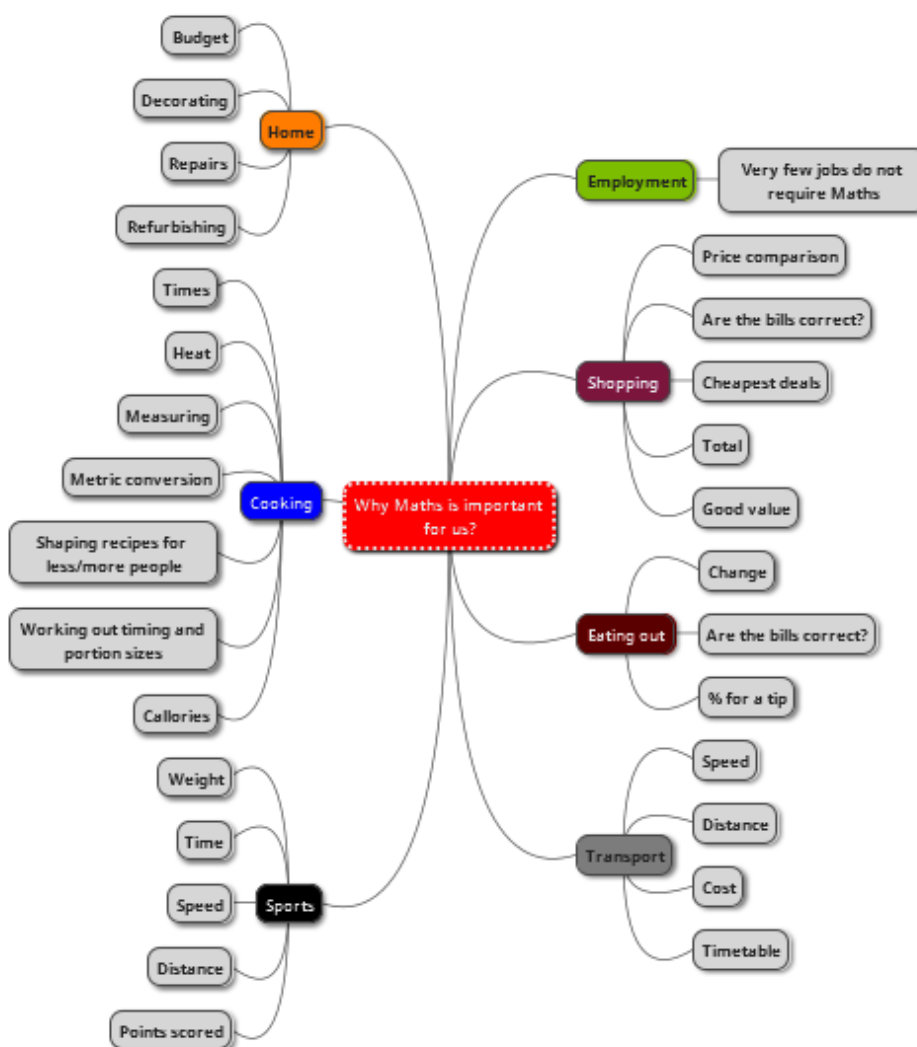 Why Maths is important
for us?
Home
Budget
Decorating
Repairs
Refurbishing
Cooking
Times
Heat
Measuring
Metric conversion
Shaping recipes for
less/more people
Working out timing and
portion sizes
Callories
Sports
Weight
Time
Speed
Distance
Points scored
Employment
Very few jobs do not
require Maths
Shopping
Price comparison
Are the bills correct?
Cheapest deals
Total
Good value
Eating out
Change
Are the bills correct?
% for a tip
Transport
Speed
Distance
Cost
Timetable